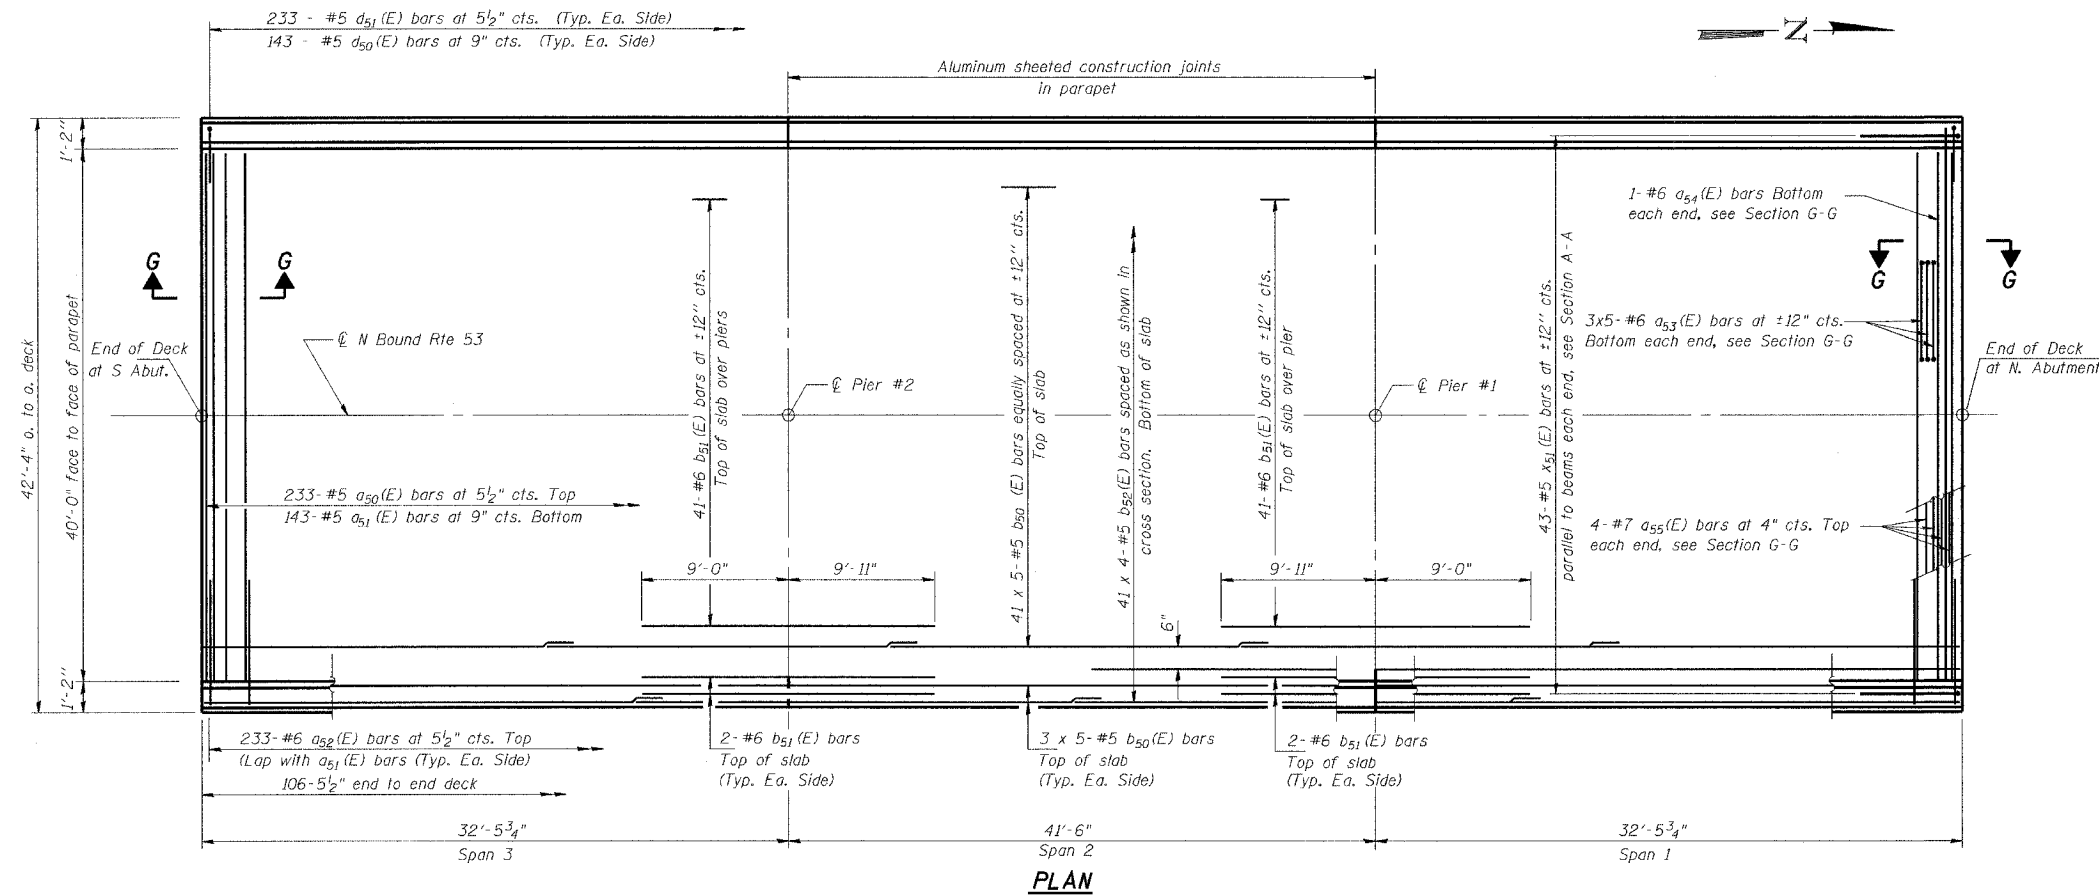 233 - #5 d51(E) bars at 5½" cts. (Typ. Ea. Side)
143 - #5 d50(E) bars at 9" cts. (Typ. Ea. Side)
N
Aluminum sheeted construction joints
in parapet
1'-2"
42'-4" o. to o. deck
40'-0" face to face of parapet
1'-2"
G
G
G
G
End of Deck
at S Abut.
℄ N Bound Rte 53
41-#6 b51(E) bars at ±12" cts.
Top of slab over piers
℄ Pier #2
41 x 5-#5 b50 (E) bars equally spaced at ±12" cts.
Top of slab
41 x 4-#5 b52(E) bars spaced as shown in
cross section. Bottom of slab
41-#6 b51(E) bars at ±12" cts.
Top of slab over pier
℄ Pier #1
43-#5 x51(E) bars at ±12" cts.
parallel to beams each end, see Section A-A
1-#6 a54(E) bars Bottom
each end, see Section G-G
3x5-#6 a53(E) bars at ±12" cts.
Bottom each end, see Section G-G
End of Deck
at N. Abutment
4-#7 a55(E) bars at 4" cts. Top
each end, see Section G-G
233-#5 a50(E) bars at 5½" cts. Top
143-#5 a51(E) bars at 9" cts. Bottom
9'-0"
9'-11"
9'-11"
9'-0"
6"
233-#6 a52(E) bars at 5½" cts. Top
(Lap with a51(E) bars (Typ. Ea. Side)
106-5½" end to end deck
2-#6 b51(E) bars
Top of slab
(Typ. Ea. Side)
3 x 5-#5 b50(E) bars
Top of slab
(Typ. Ea. Side)
2-#6 b51(E) bars
Top of slab
(Typ. Ea. Side)
32'-5¾"
Span 3
41'-6"
Span 2
32'-5¾"
Span 1
PLAN